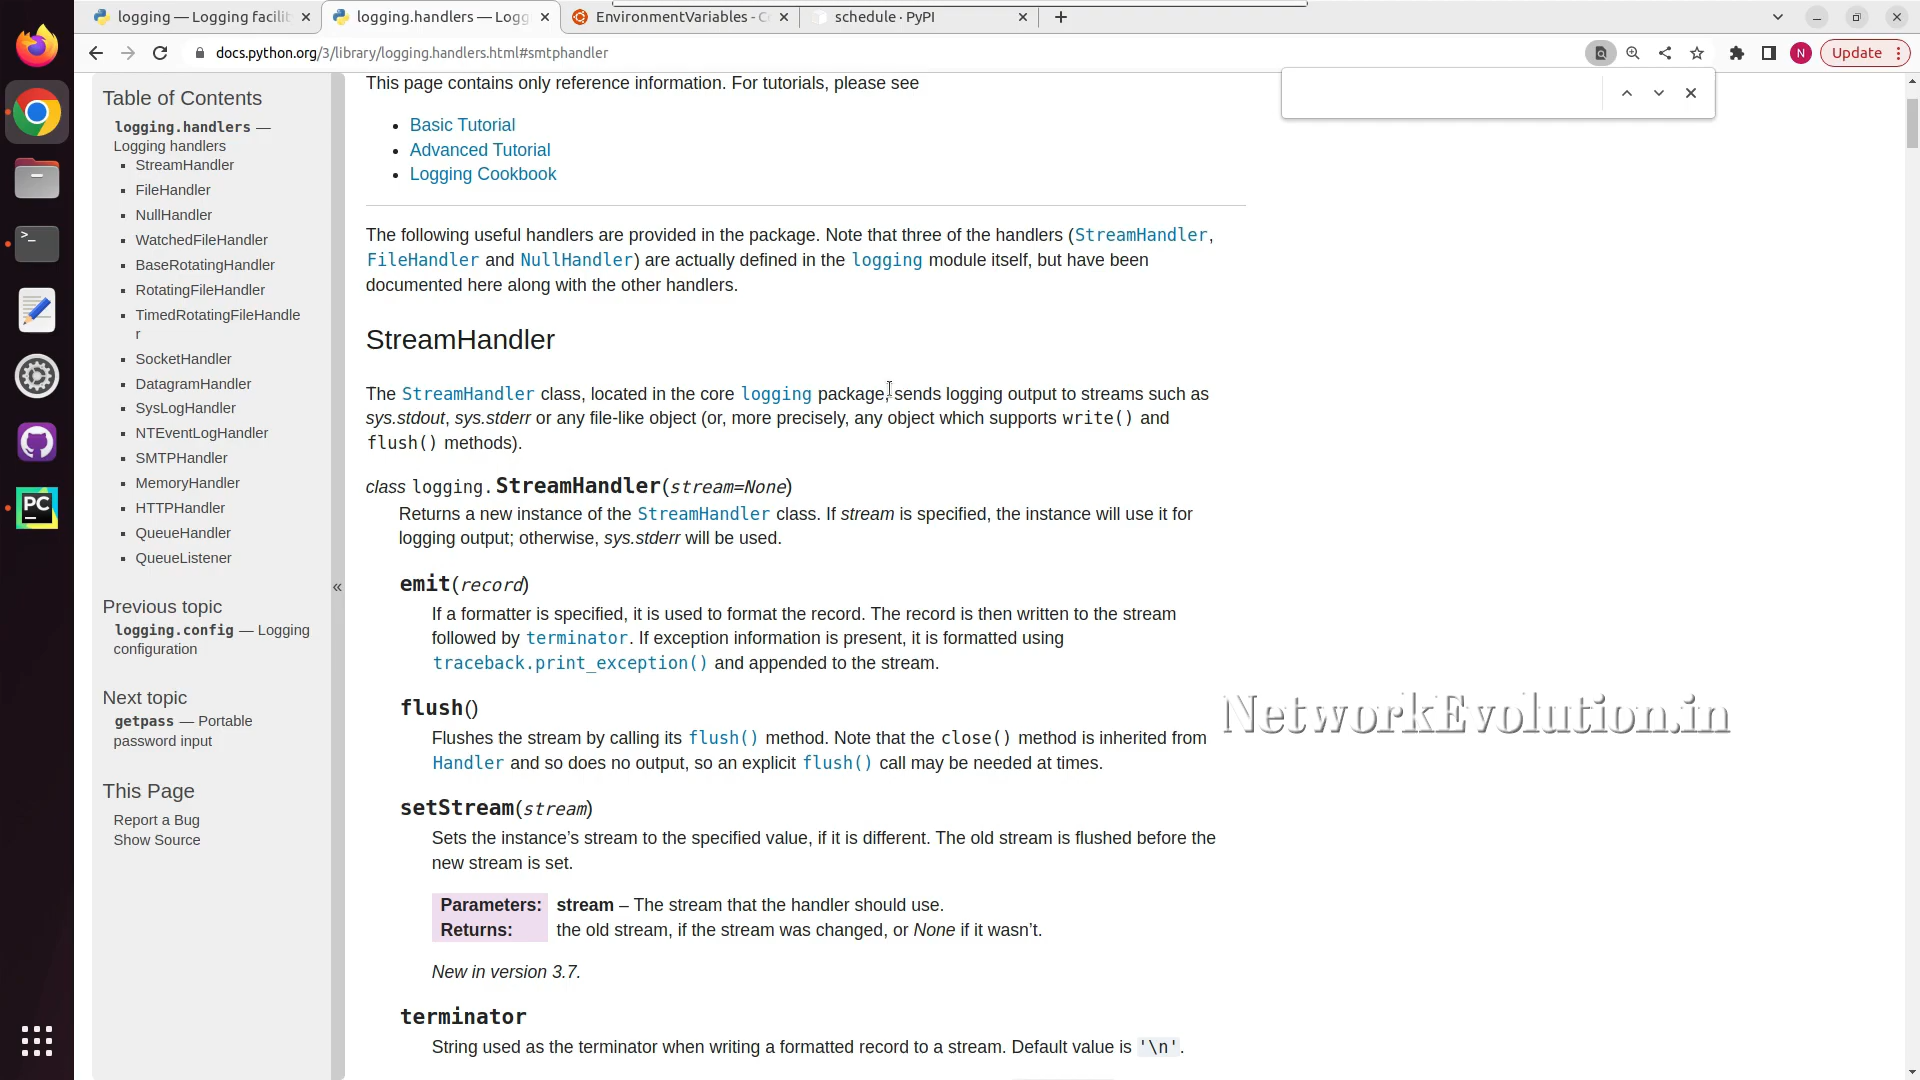 logging — Logging facilit
logging.handlers — Logg
EnvironmentVariables - C
schedule · PyPI
docs.python.org/3/library/logging.handlers.html#smtphandler
N
Update
Table of Contents
logging.handlers —
Logging handlers
StreamHandler
FileHandler
NullHandler
WatchedFileHandler
BaseRotatingHandler
RotatingFileHandler
TimedRotatingFileHandle
r
SocketHandler
DatagramHandler
SysLogHandler
NTEventLogHandler
SMTPHandler
MemoryHandler
HTTPHandler
QueueHandler
QueueListener
Previous topic
logging.config — Logging
configuration
Next topic
getpass — Portable
password input
This Page
Report a Bug
Show Source
«
This page contains only reference information. For tutorials, please see
• Basic Tutorial
• Advanced Tutorial
• Logging Cookbook
The following useful handlers are provided in the package. Note that three of the handlers (StreamHandler,
FileHandler and NullHandler) are actually defined in the logging module itself, but have been
documented here along with the other handlers.
StreamHandler
The StreamHandler class, located in the core logging package, sends logging output to streams such as
sys.stdout, sys.stderr or any file-like object (or, more precisely, any object which supports write() and
flush() methods).
class logging.StreamHandler(stream=None)
Returns a new instance of the StreamHandler class. If stream is specified, the instance will use it for
logging output; otherwise, sys.stderr will be used.
emit(record)
If a formatter is specified, it is used to format the record. The record is then written to the stream
followed by terminator. If exception information is present, it is formatted using
traceback.print_exception() and appended to the stream.
flush()
Flushes the stream by calling its flush() method. Note that the close() method is inherited from
Handler and so does no output, so an explicit flush() call may be needed at times.
setStream(stream)
Sets the instance’s stream to the specified value, if it is different. The old stream is flushed before the
new stream is set.
Parameters: stream – The stream that the handler should use.
Returns: the old stream, if the stream was changed, or None if it wasn’t.
New in version 3.7.
terminator
String used as the terminator when writing a formatted record to a stream. Default value is '\n'.
NetworkEvolution.in
PC
>_